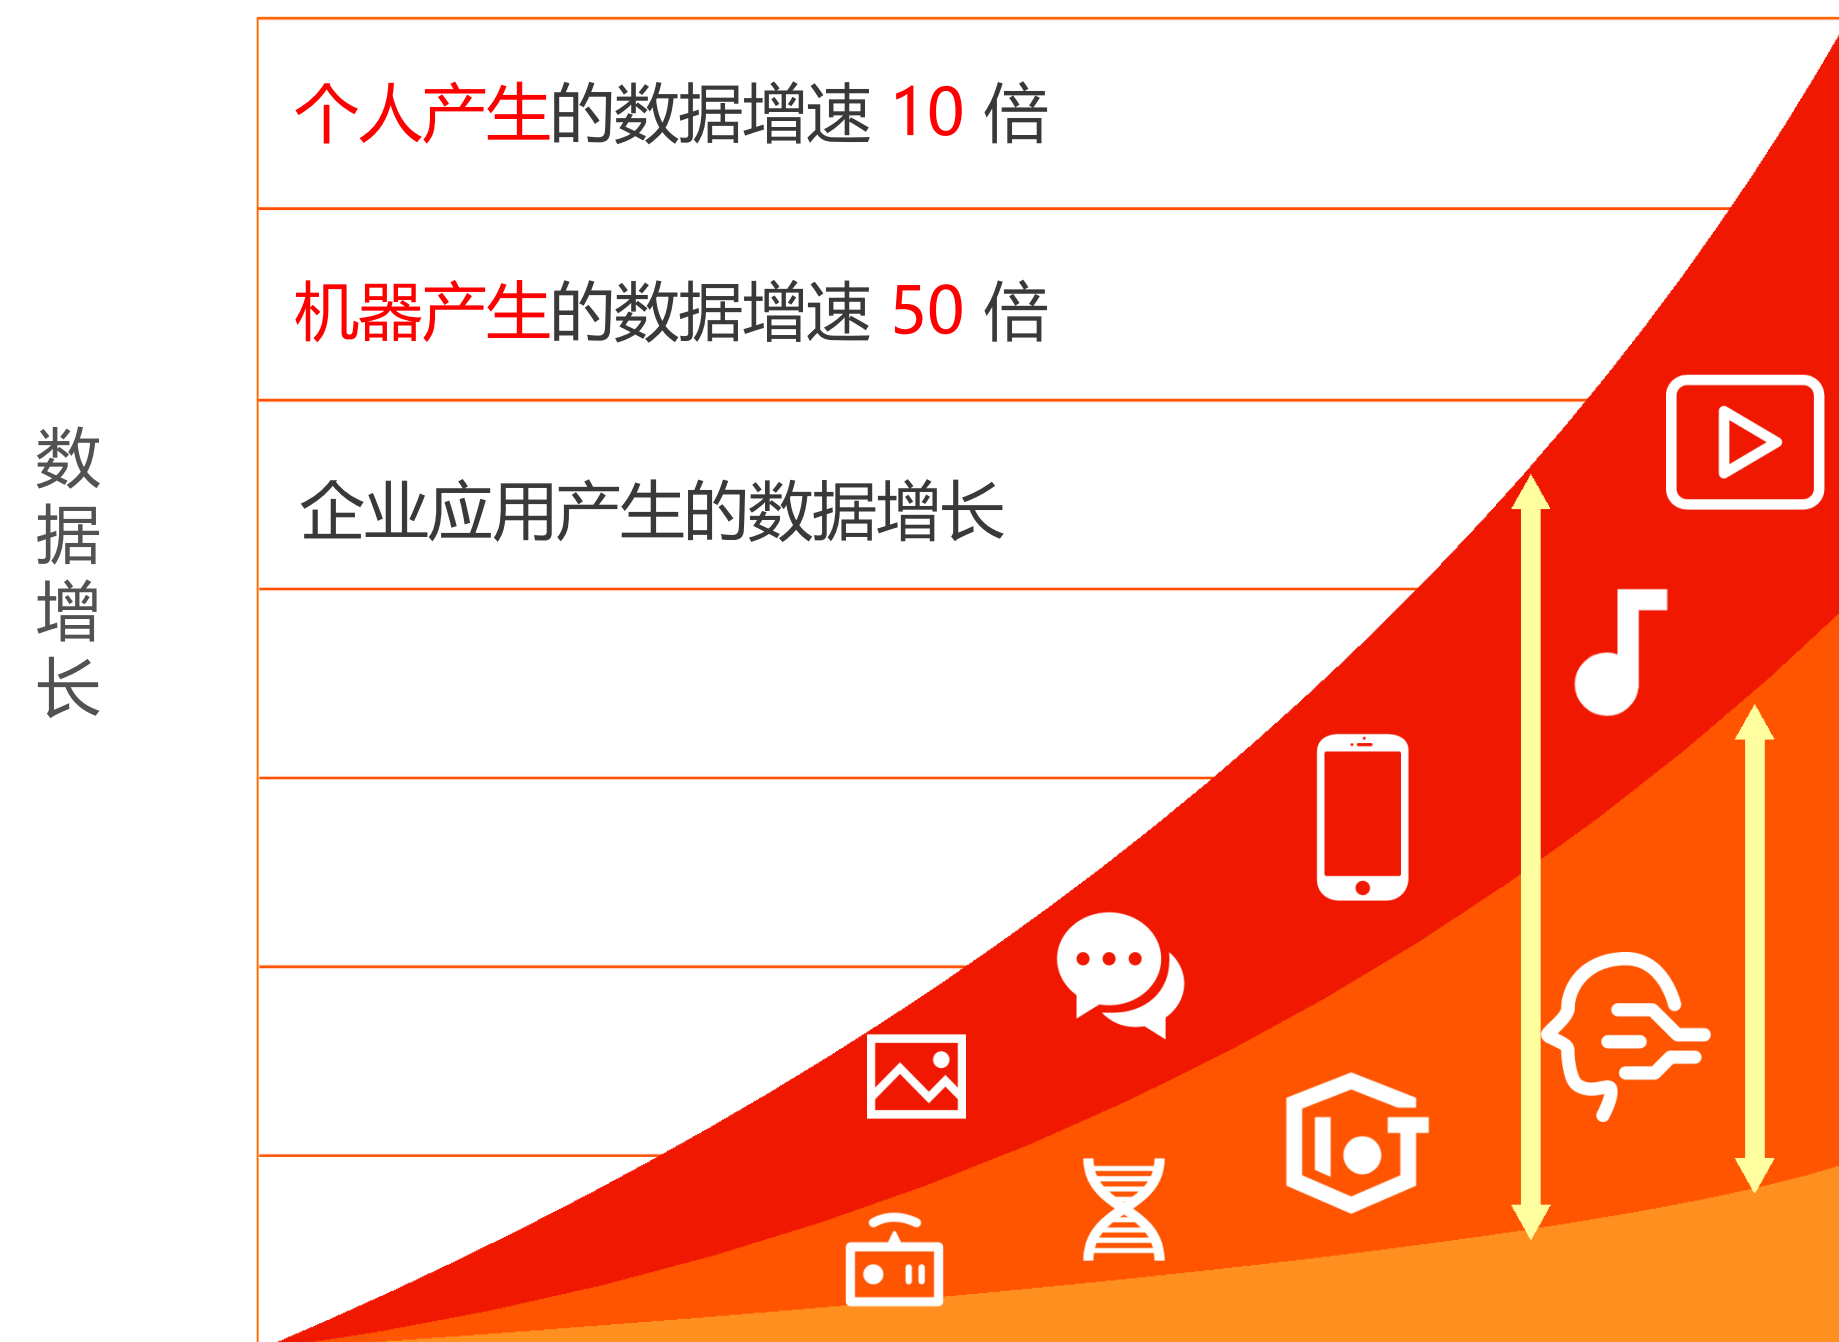 个人产生的数据增速 10 倍
机器产生的数据增速 50 倍
企业应用产生的数据增长
数据增长
IOT